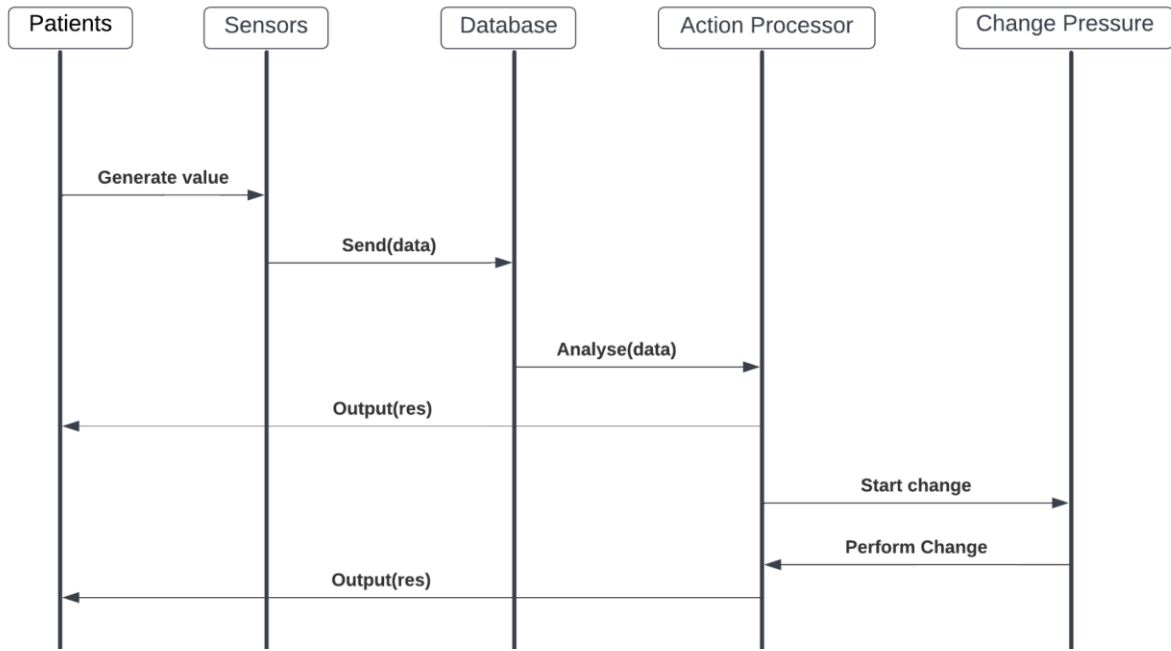 Patients
Sensors
Database
Action Processor
Change Pressure
Generate value
Send(data)
Analyse(data)
Output(res)
Start change
Perform Change
Output(res)